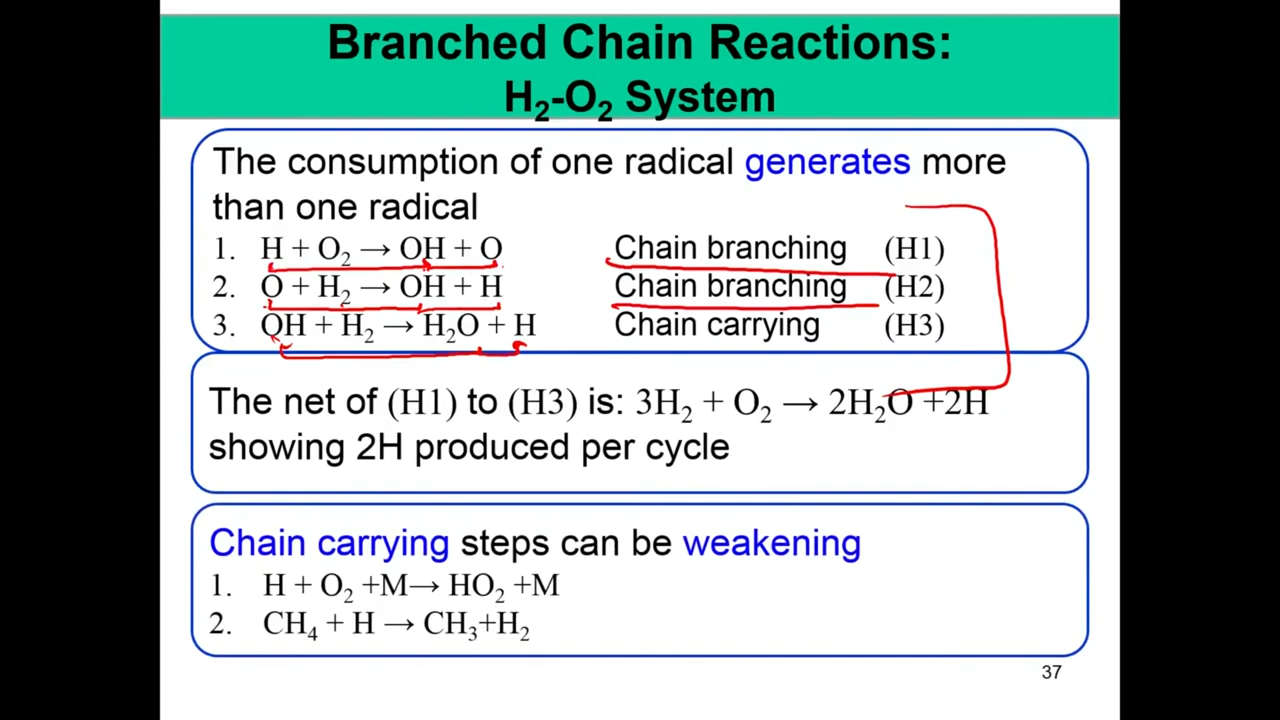 Branched Chain Reactions:
H₂-O₂ System
The consumption of one radical generates more
than one radical
1. H + O₂ → OH + O Chain branching (H1)
2. O + H₂ → OH + H Chain branching (H2)
3. OH + H₂ → H₂O + H Chain carrying (H3)
The net of (H1) to (H3) is: 3H₂ + O₂ → 2H₂O +2H
showing 2H produced per cycle
Chain carrying steps can be weakening
1. H + O₂ +M→ HO₂ +M
2. CH₄ + H → CH₃+H₂
37